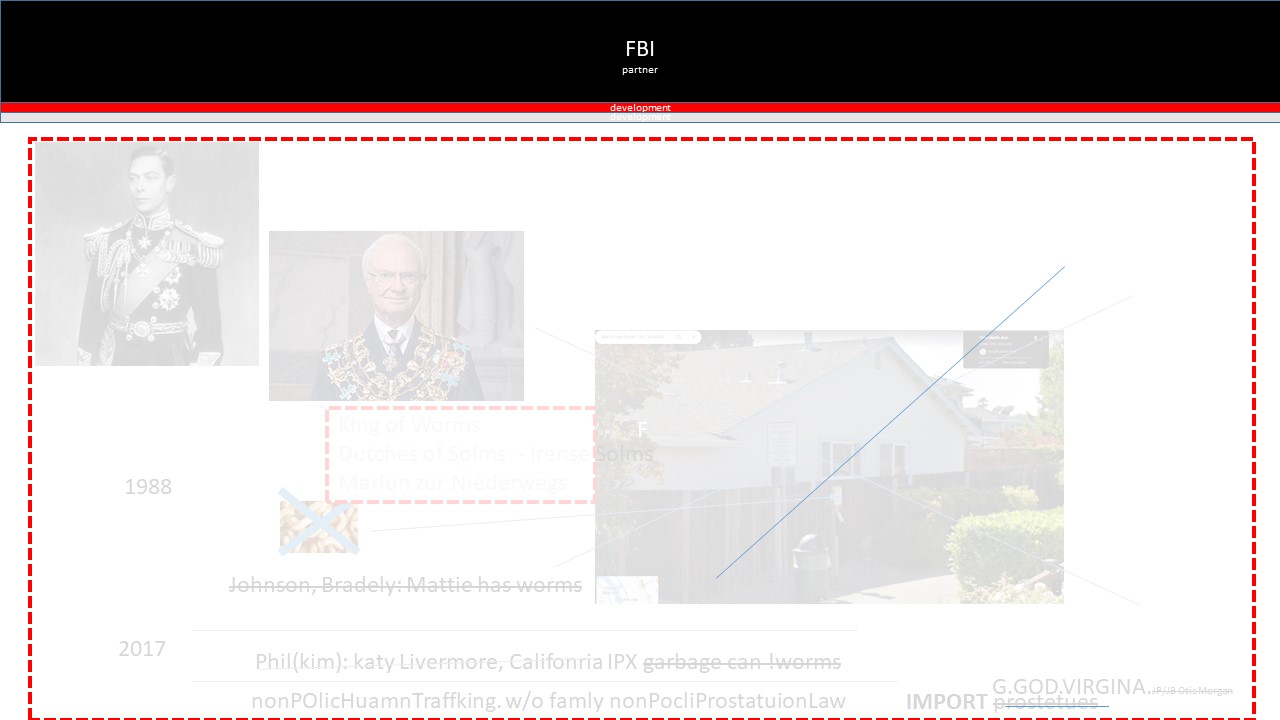 FBI
partner
development
development
King of Worms
F
Dutches of Solms - Irense Solms
Marlon zur Niederwegs
1988
Johnson, Bradely: Mattie has worms
2017
Phil(kim): katy Livermore, Califonria IPX garbage can !worms
G.GOD.VIRGINA. JP/JB Otis Morgan
nonPOlicHuamnTraffking. w/o famly nonPocliProstatuionLaw
IMPORT prostetues